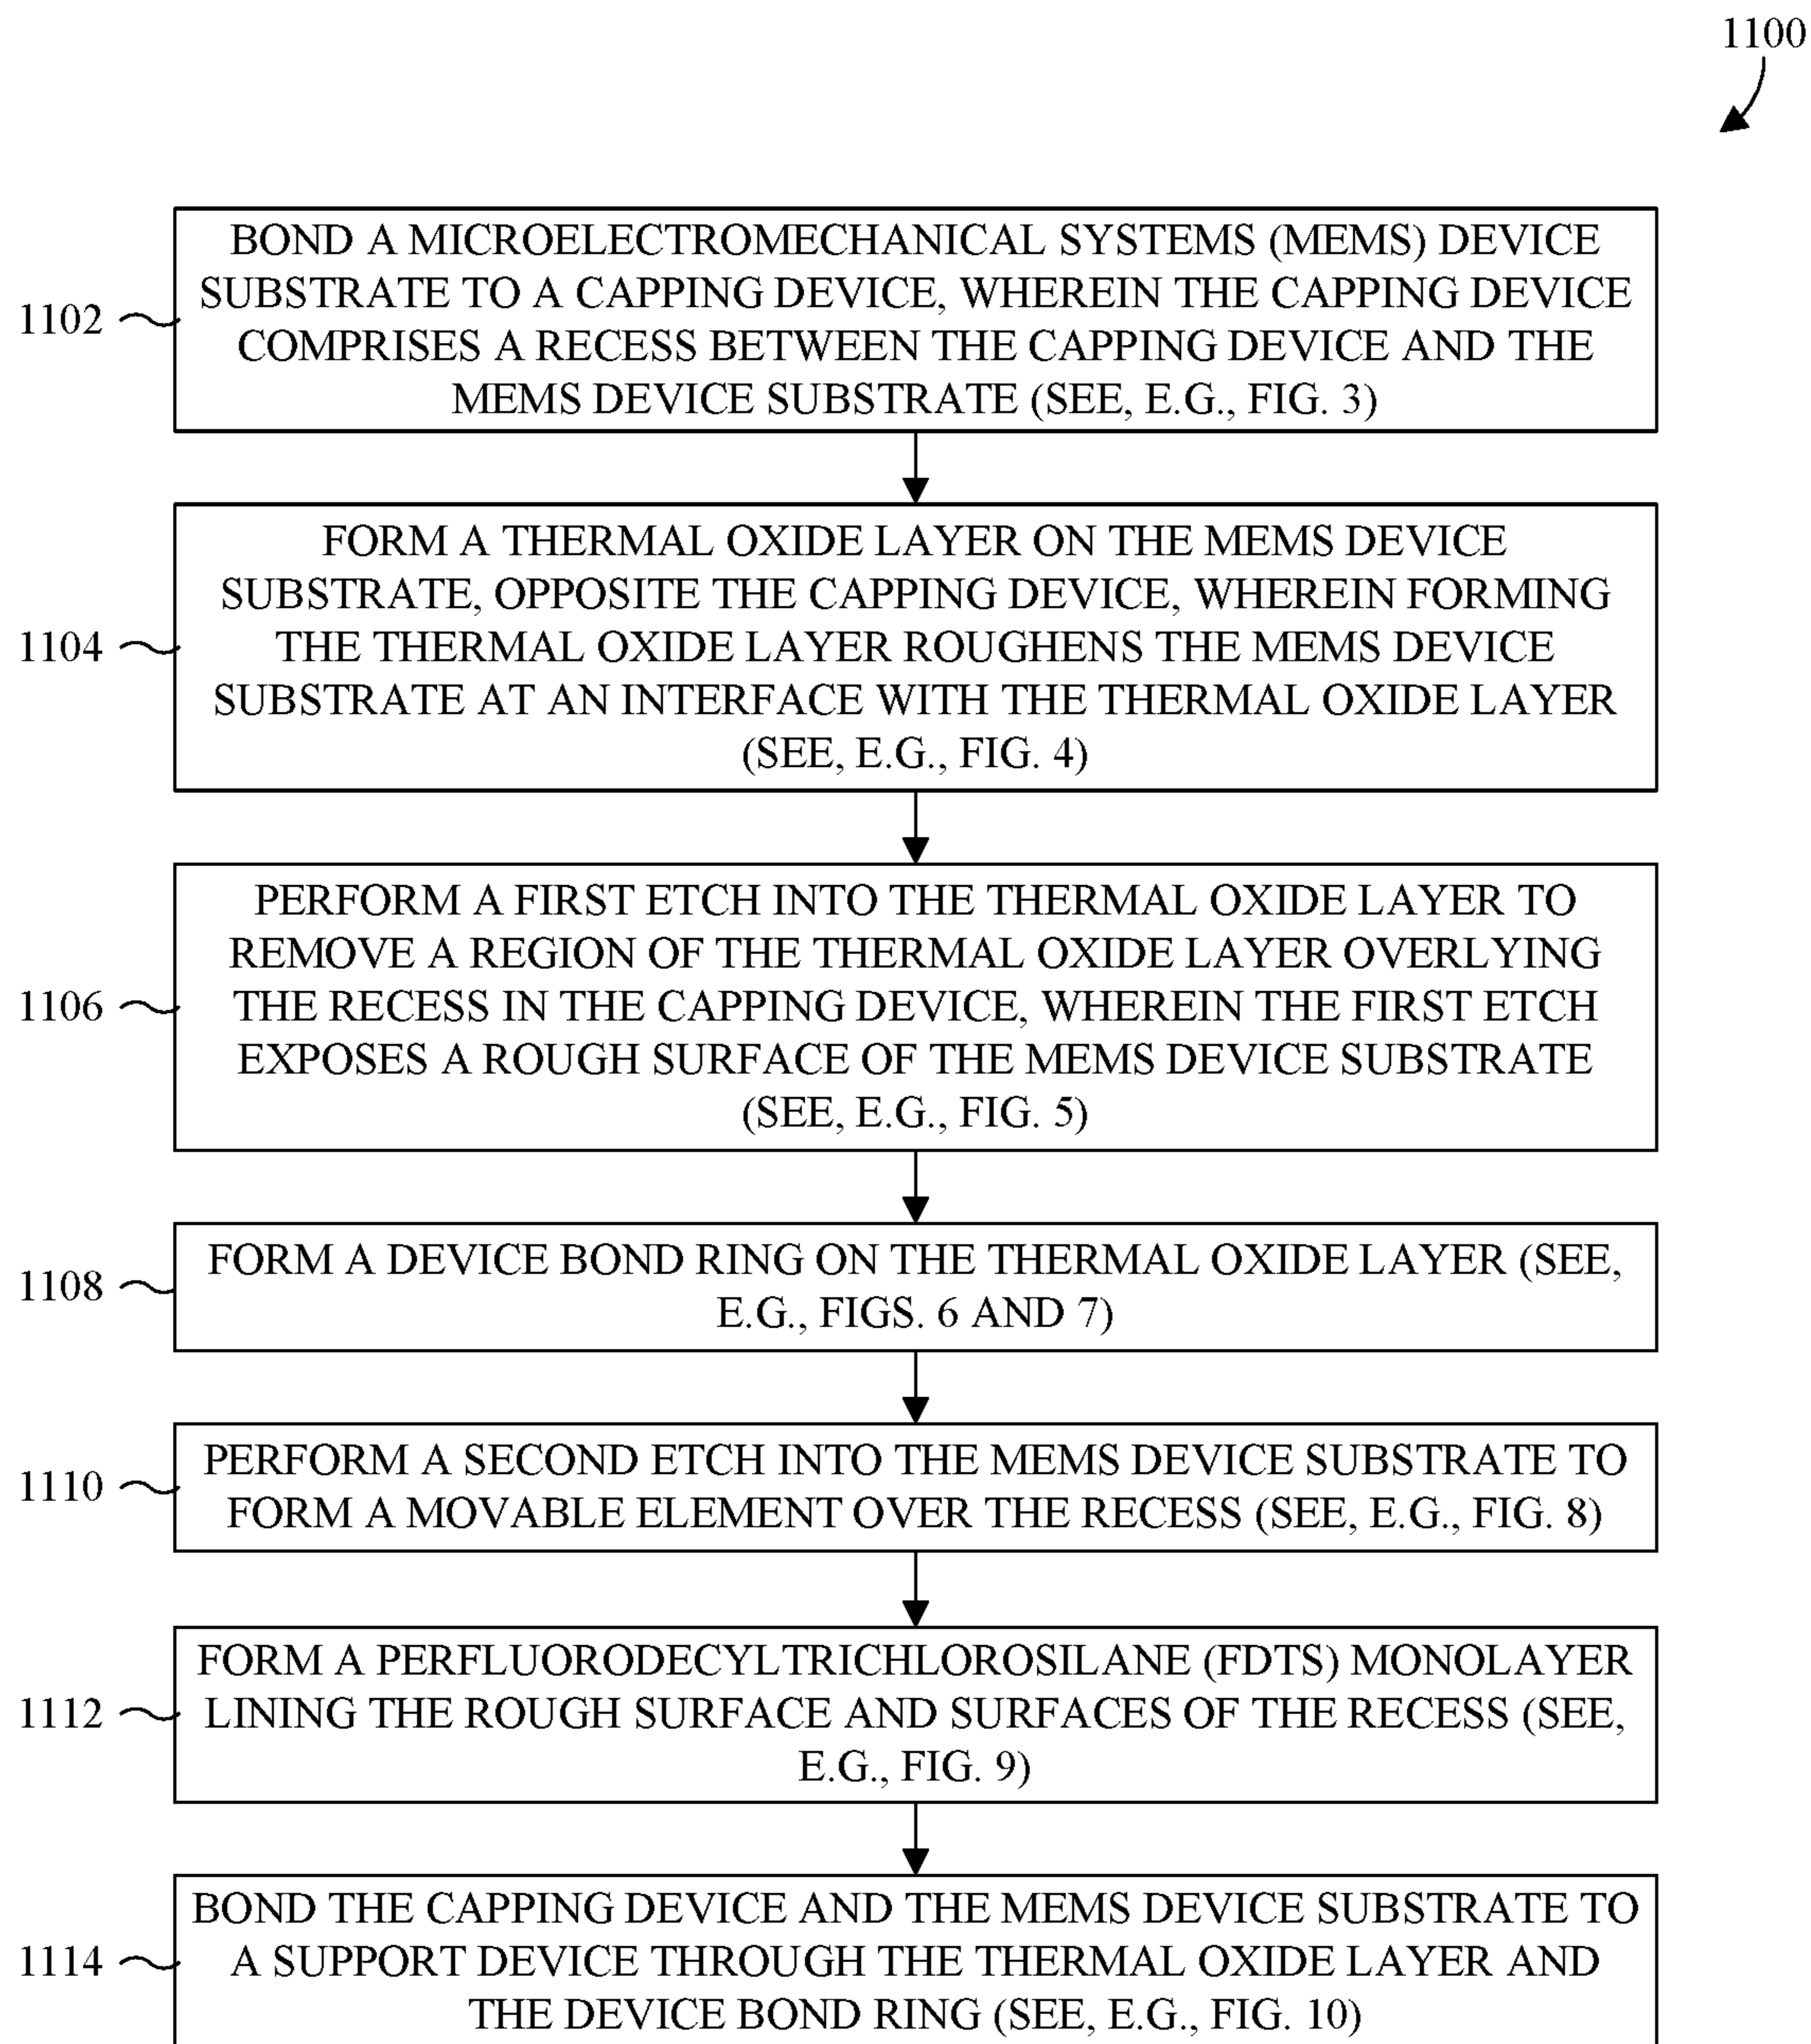 1100
BOND A MICROELECTROMECHANICAL SYSTEMS (MEMS) DEVICE
SUBSTRATE TO A CAPPING DEVICE, WHEREIN THE CAPPING DEVICE
1102
COMPRISES A RECESS BETWEEN THE CAPPING DEVICE AND THE
MEMS DEVICE SUBSTRATE (SEE, E.G., FIG. 3)
FORM A THERMAL OXIDE LAYER ON THE MEMS DEVICE
SUBSTRATE, OPPOSITE THE CAPPING DEVICE, WHEREIN FORMING
1104
THE THERMAL OXIDE LAYER ROUGHENS THE MEMS DEVICE
SUBSTRATE AT AN INTERFACE WITH THE THERMAL OXIDE LAYER
(SEE, E.G., FIG. 4)
PERFORM A FIRST ETCH INTO THE THERMAL OXIDE LAYER TO
REMOVE A REGION OF THE THERMAL OXIDE LAYER OVERLYING
1106
THE RECESS IN THE CAPPING DEVICE, WHEREIN THE FIRST ETCH
EXPOSES A ROUGH SURFACE OF THE MEMS DEVICE SUBSTRATE
(SEE, E.G., FIG. 5)
1108
FORM A DEVICE BOND RING ON THE THERMAL OXIDE LAYER (SEE,
E.G., FIGS. 6 AND 7)
1110
PERFORM A SECOND ETCH INTO THE MEMS DEVICE SUBSTRATE TO
FORM A MOVABLE ELEMENT OVER THE RECESS (SEE, E.G., FIG. 8)
FORM A PERFLUORODECYLTRICHLOROSILANE (FDTS) MONOLAYER
1112
LINING THE ROUGH SURFACE AND SURFACES OF THE RECESS (SEE,
E.G., FIG. 9)
BOND THE CAPPING DEVICE AND THE MEMS DEVICE SUBSTRATE TO
1114
A SUPPORT DEVICE THROUGH THE THERMAL OXIDE LAYER AND
THE DEVICE BOND RING (SEE, E.G., FIG. 10)